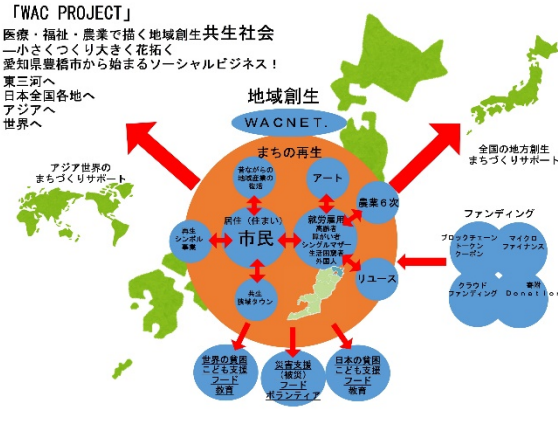 「WAC PROJECT」
医療・福祉・農業で描く地域創生共生社会
―小さくつくり大きく花拓く
愛知県豊橋市から始まるソーシャルビジネス！
東三河へ
日本全国各地へ
アジアへ
世界へ
地域創生
WACNET.
まちの再生
昔ながらの
地域産業の
復活
アート
農業６次
共生
シンボル
事業
居住（住まい）
市民
就労雇用
高齢者
障がい者
シングルマザー
生活困窮者
外国人
リユース
共生
族域タウン
アジア世界の
まちづくりサポート
全国の地方創生
まちづくりサポート
ファンディング
ブロックチェーン
トークン
クーポン
マイクロ
ファイナンス
クラウド
ファンディング
寄附
Donation
世界の貧困
こども支援
フード
教育
災害支援
（被災）
フード
ボランティア
日本の貧困
こども支援
フード
教育